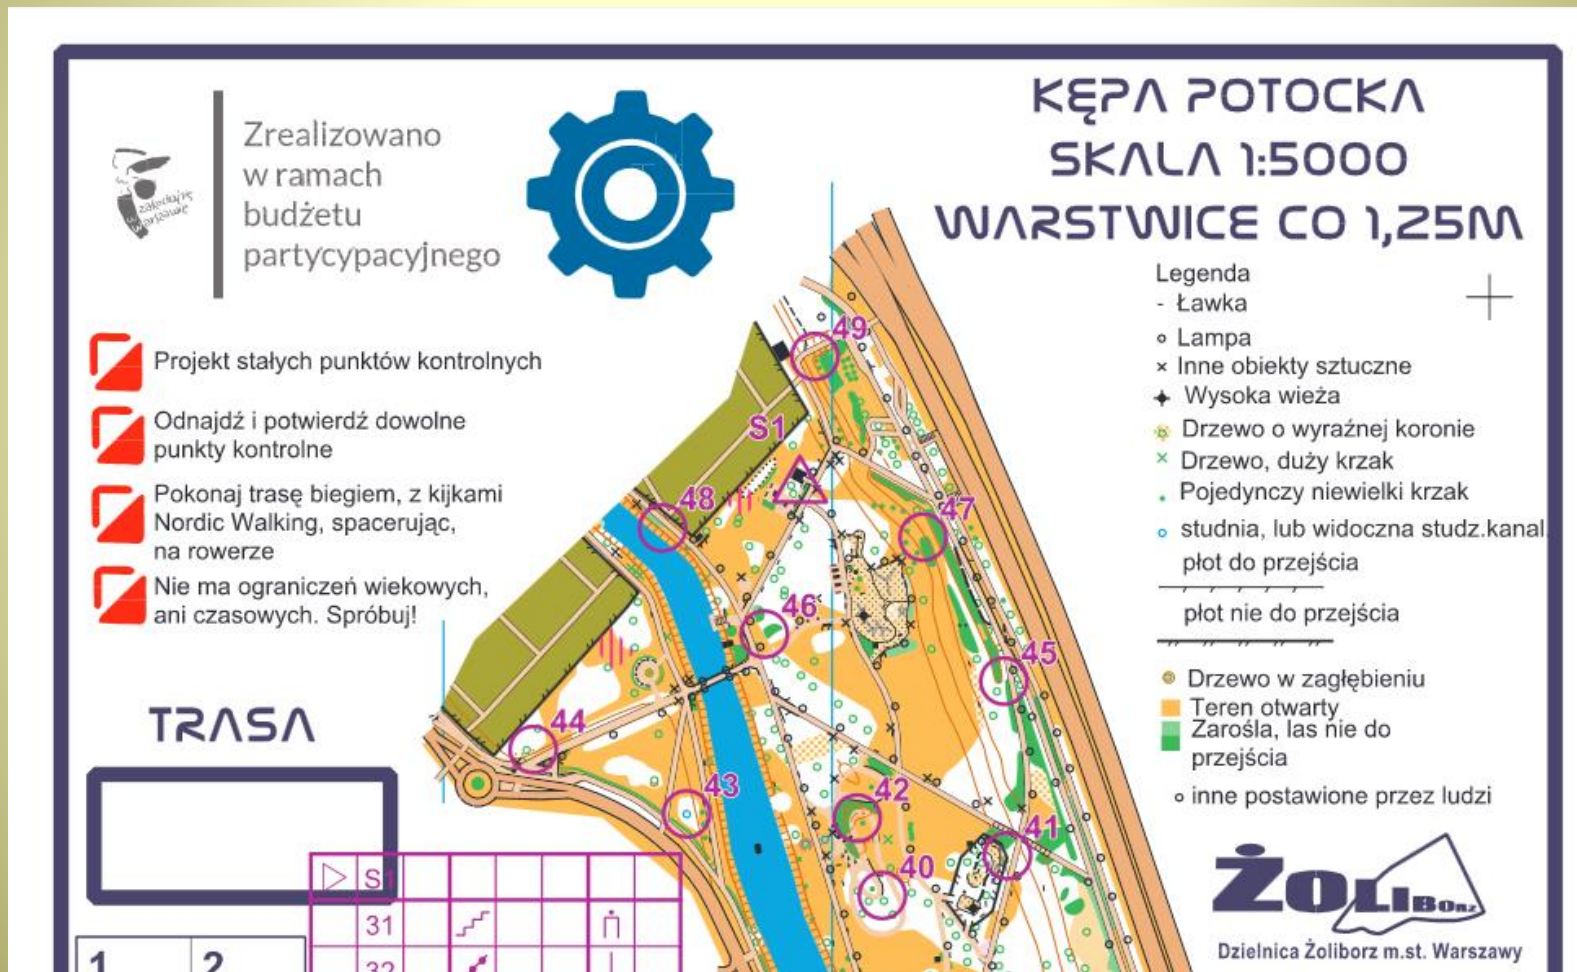 KĘPA POTOCKA
SKALA 1:5000
WARSTWICE CO 1,25M
Zrealizowano
w ramach
budżetu
partycypacyjnego
zakochaj się
w Warszawie
Projekt stałych punktów kontrolnych
Odnajdź i potwierdź dowolne
punkty kontrolne
Pokonaj trasę biegiem, z kijkami
Nordic Walking, spacerując,
na rowerze
Nie ma ograniczeń wiekowych,
ani czasowych. Spróbuj!
Legenda
- Ławka
Lampa
Inne obiekty sztuczne
Wysoka wieża
Drzewo o wyraźnej koronie
Drzewo, duży krzak
Pojedynczy niewielki krzak
studnia, lub widoczna studz.kanal.
płot do przejścia
płot nie do przejścia
Drzewo w zagłębieniu
Teren otwarty
Zarośla, las nie do
przejścia
inne postawione przez ludzi
49
S1
48
47
46
45
44
43
42
41
40
TRASA
S1
31
32
1 2
ŻOLIBORZ
Dzielnica Żoliborz m.st. Warszawy